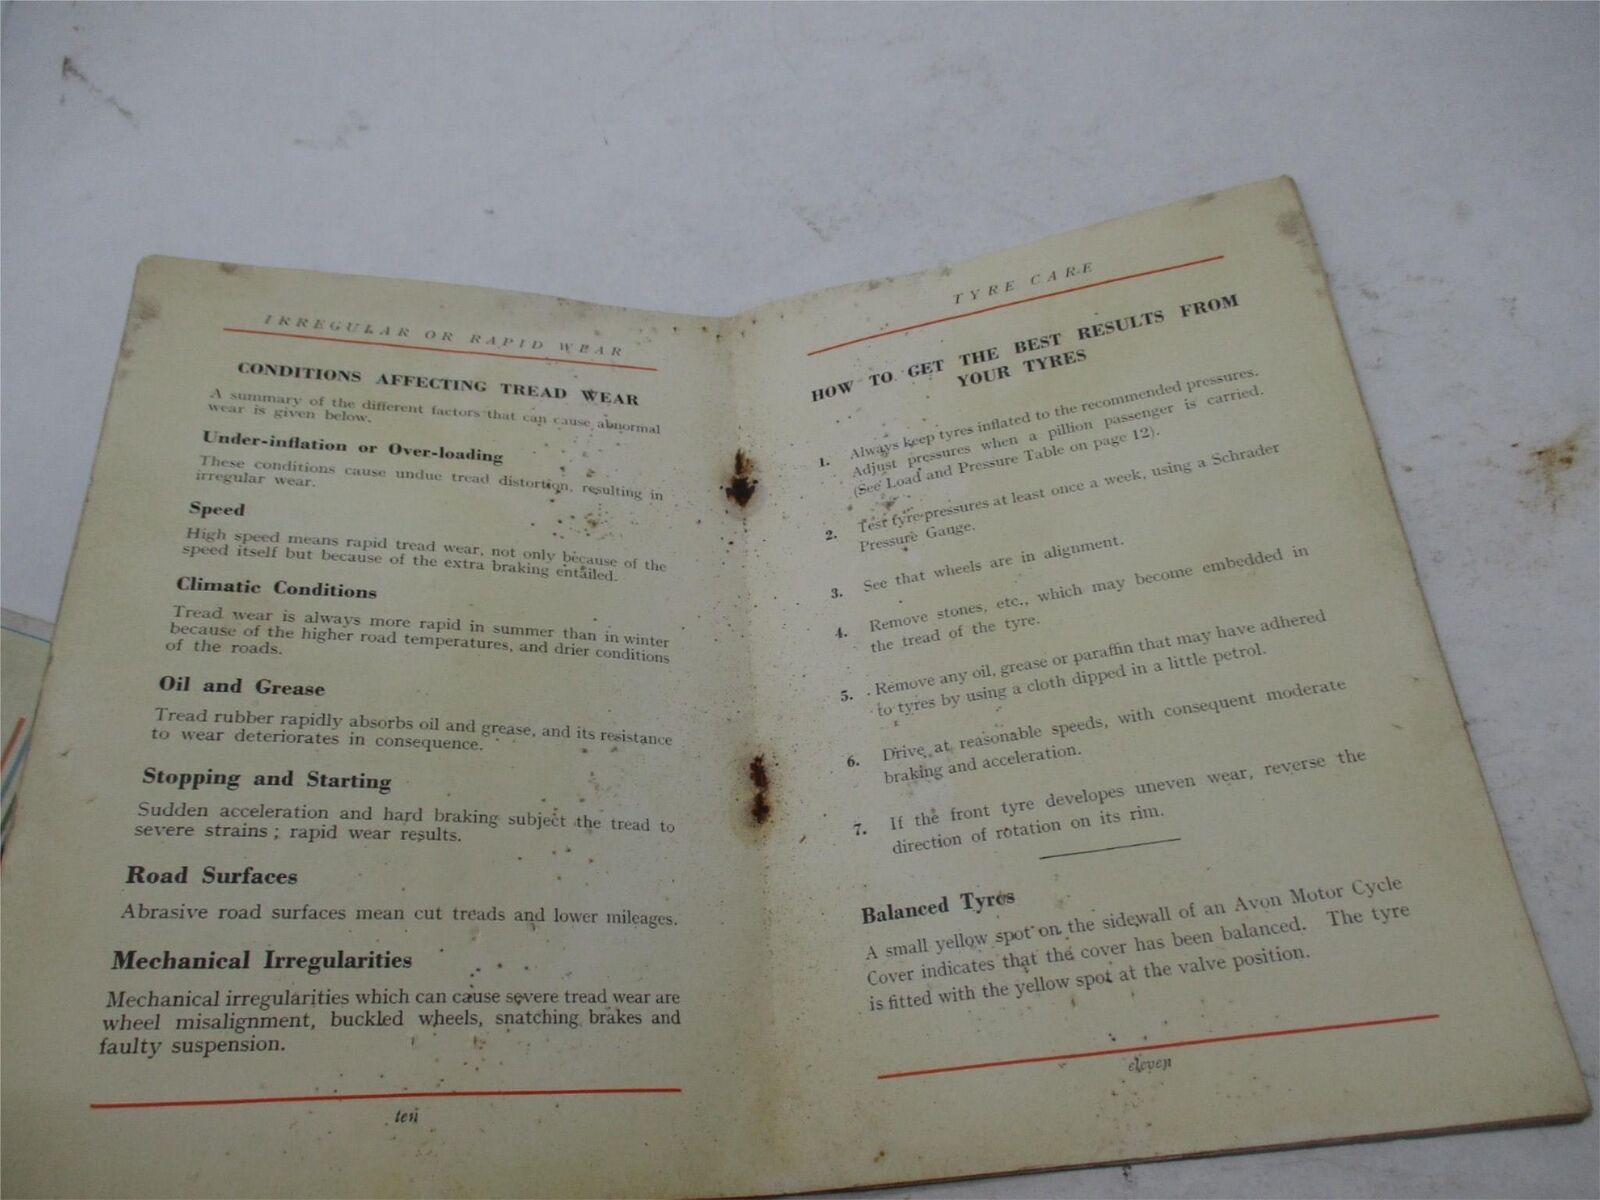 IRREGULAR OR RAPID WEAR
CONDITIONS AFFECTING TREAD WEAR
A summary of the different factors that can cause abnormal
wear is given below.
Under-inflation or Over-loading
These conditions cause undue tread distortion, resulting in
irregular wear.
Speed
High speed means rapid tread wear, not only because of the
speed itself but because of the extra braking entailed.
Climatic Conditions
Tread wear is always more rapid in summer than in winter
because of the higher road temperatures, and drier conditions
of the roads.
Oil and Grease
Tread rubber rapidly absorbs oil and grease, and its resistance
to wear deteriorates in consequence.
Stopping and Starting
Sudden acceleration and hard braking subject the tread to
severe strains ; rapid wear results.
Road Surfaces
Abrasive road surfaces mean cut treads and lower mileages.
Mechanical Irregularities
Mechanical irregularities which can cause severe tread wear are
wheel misalignment, buckled wheels, snatching brakes and
faulty suspension.
ten
TYRE CARE
HOW TO GET THE BEST RESULTS FROM
YOUR TYRES
1. Always keep tyres inflated to the recommended pressures.
Adjust pressures when a pillion passenger is carried.
(See Load and Pressure Table on page 12).
2. Test tyre pressures at least once a week, using a Schrader
Pressure Gauge.
3. See that wheels are in alignment.
4. Remove stones, etc., which may become embedded in
the tread of the tyre.
5. Remove any oil, grease or paraffin that may have adhered
to tyres by using a cloth dipped in a little petrol.
6. Drive at reasonable speeds, with consequent moderate
braking and acceleration.
7. If the front tyre developes uneven wear, reverse the
direction of rotation on its rim.
Balanced Tyres
A small yellow spot on the sidewall of an Avon Motor Cycle
Cover indicates that the cover has been balanced. The tyre
is fitted with the yellow spot at the valve position.
eleven